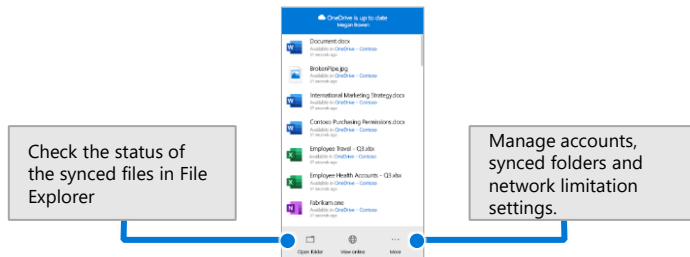 OneDrive is up to date
Megan Bowen
Document.docx
Available in OneDrive - Contoso
BrokenPipe.jpg
Available in OneDrive - Contoso
International Marketing Strategy.docx
Available in OneDrive - Contoso
Contoso Purchasing Permissions.docx
Available in OneDrive - Contoso
Employee Travel - Q3.xlsx
Available in OneDrive - Contoso
Employee Health Accounts - Q3.xlsx
Available in OneDrive - Contoso
Fabrikam.one
Available in OneDrive - Contoso
Open folder
View online
More
Check the status of
the synced files in File
Explorer
Manage accounts,
synced folders and
network limitation
settings.